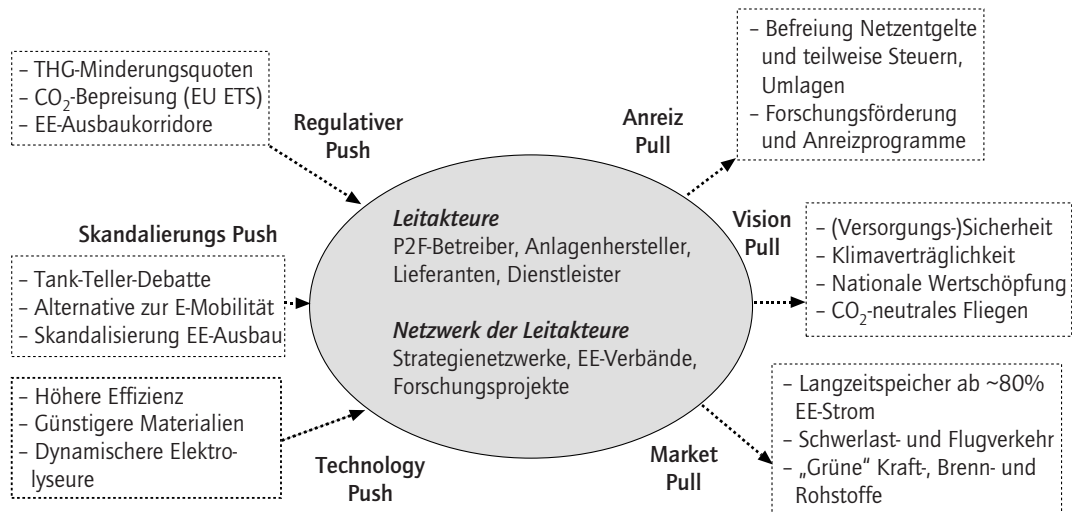 – THG-Minderungsquoten
– CO₂-Bepreisung (EU ETS)
– EE-Ausbaukorridore
Regulativer
Push
Anreiz
Pull
– Befreiung Netzentgelte
und teilweise Steuern,
Umlagen
– Forschungsförderung
und Anreizprogramme
Skandalierungs Push
– Tank-Teller-Debatte
– Alternative zur E-Mobilität
– Skandalisierung EE-Ausbau
Leitakteure
P2F-Betreiber, Anlagenhersteller,
Lieferanten, Dienstleister
Netzwerk der Leitakteure
Strategienetzwerke, EE-Verbände,
Forschungsprojekte
Vision
Pull
– (Versorgungs-)Sicherheit
– Klimaverträglichkeit
– Nationale Wertschöpfung
– CO₂-neutrales Fliegen
– Höhere Effizienz
– Günstigere Materialien
– Dynamischere Elektro-
lyseure
Technology
Push
Market
Pull
– Langzeitspeicher ab ~80%
EE-Strom
– Schwerlast- und Flugverkehr
– „Grüne“ Kraft-, Brenn- und
Rohstoffe